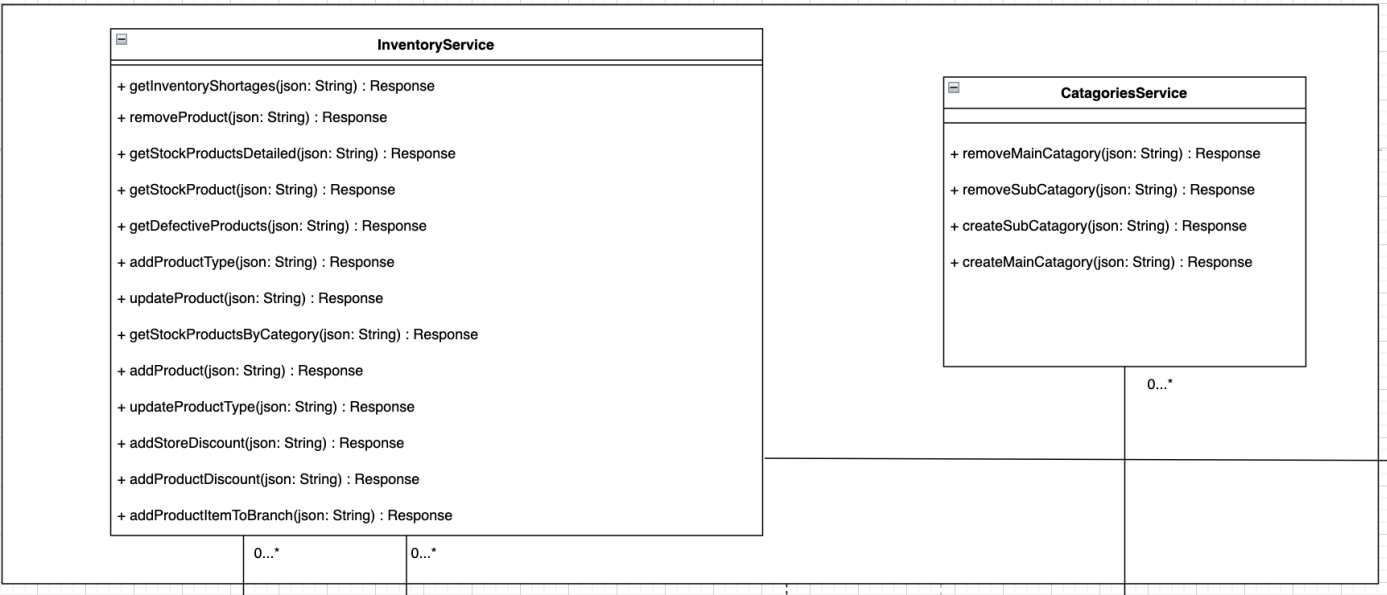 InventoryService
+ getInventoryShortages(json: String) : Response
+ removeProduct(json: String) : Response
+ getStockProductsDetailed(json: String) : Response
+ getStockProduct(json: String) : Response
+ getDefectiveProducts(json: String) : Response
+ addProductType(json: String) : Response
+ updateProduct(json: String) : Response
+ getStockProductsByCategory(json: String) : Response
+ addProduct(json: String) : Response
+ updateProductType(json: String) : Response
+ addStoreDiscount(json: String) : Response
+ addProductDiscount(json: String) : Response
+ addProductItemToBranch(json: String) : Response
0...*
0...*
CatagoriesService
+ removeMainCatagory(json: String) : Response
+ removeSubCatagory(json: String) : Response
+ createSubCatagory(json: String) : Response
+ createMainCatagory(json: String) : Response
0...*